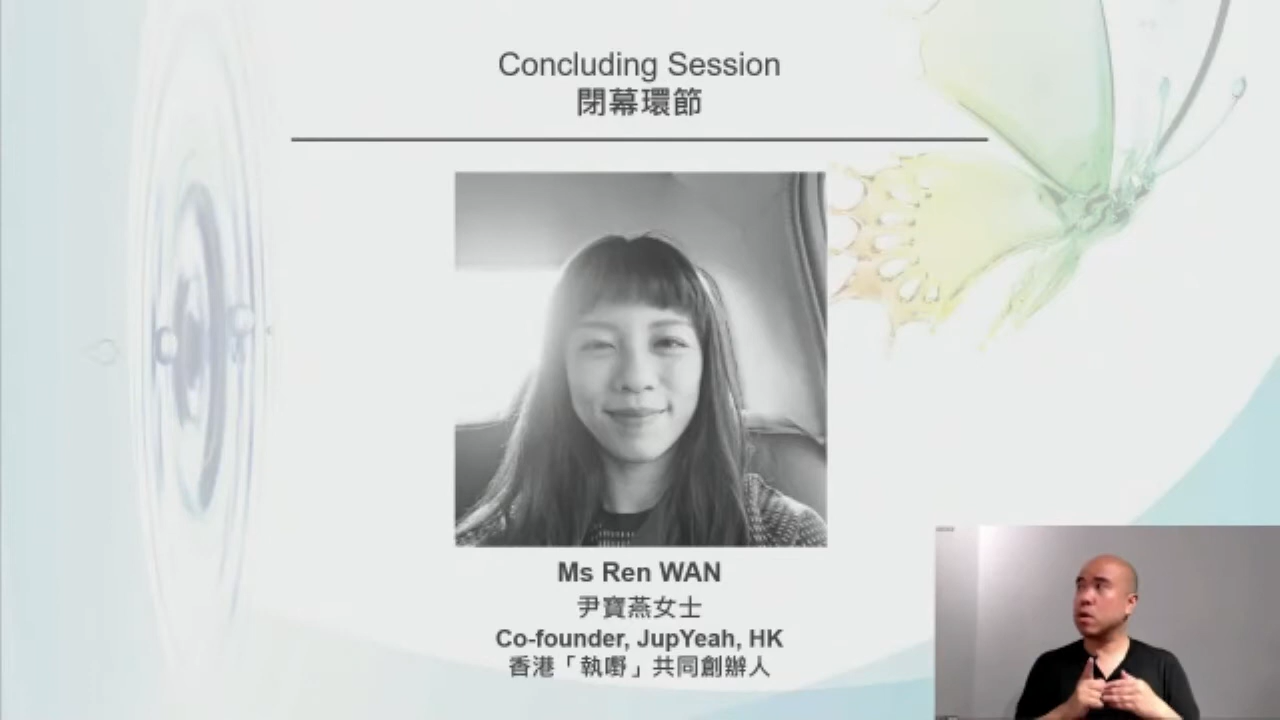 Concluding Session
閉幕環節
Ms Ren WAN
尹寶燕女士
Co-founder, JupYeah, HK
香港「執嘢」共同創辦人